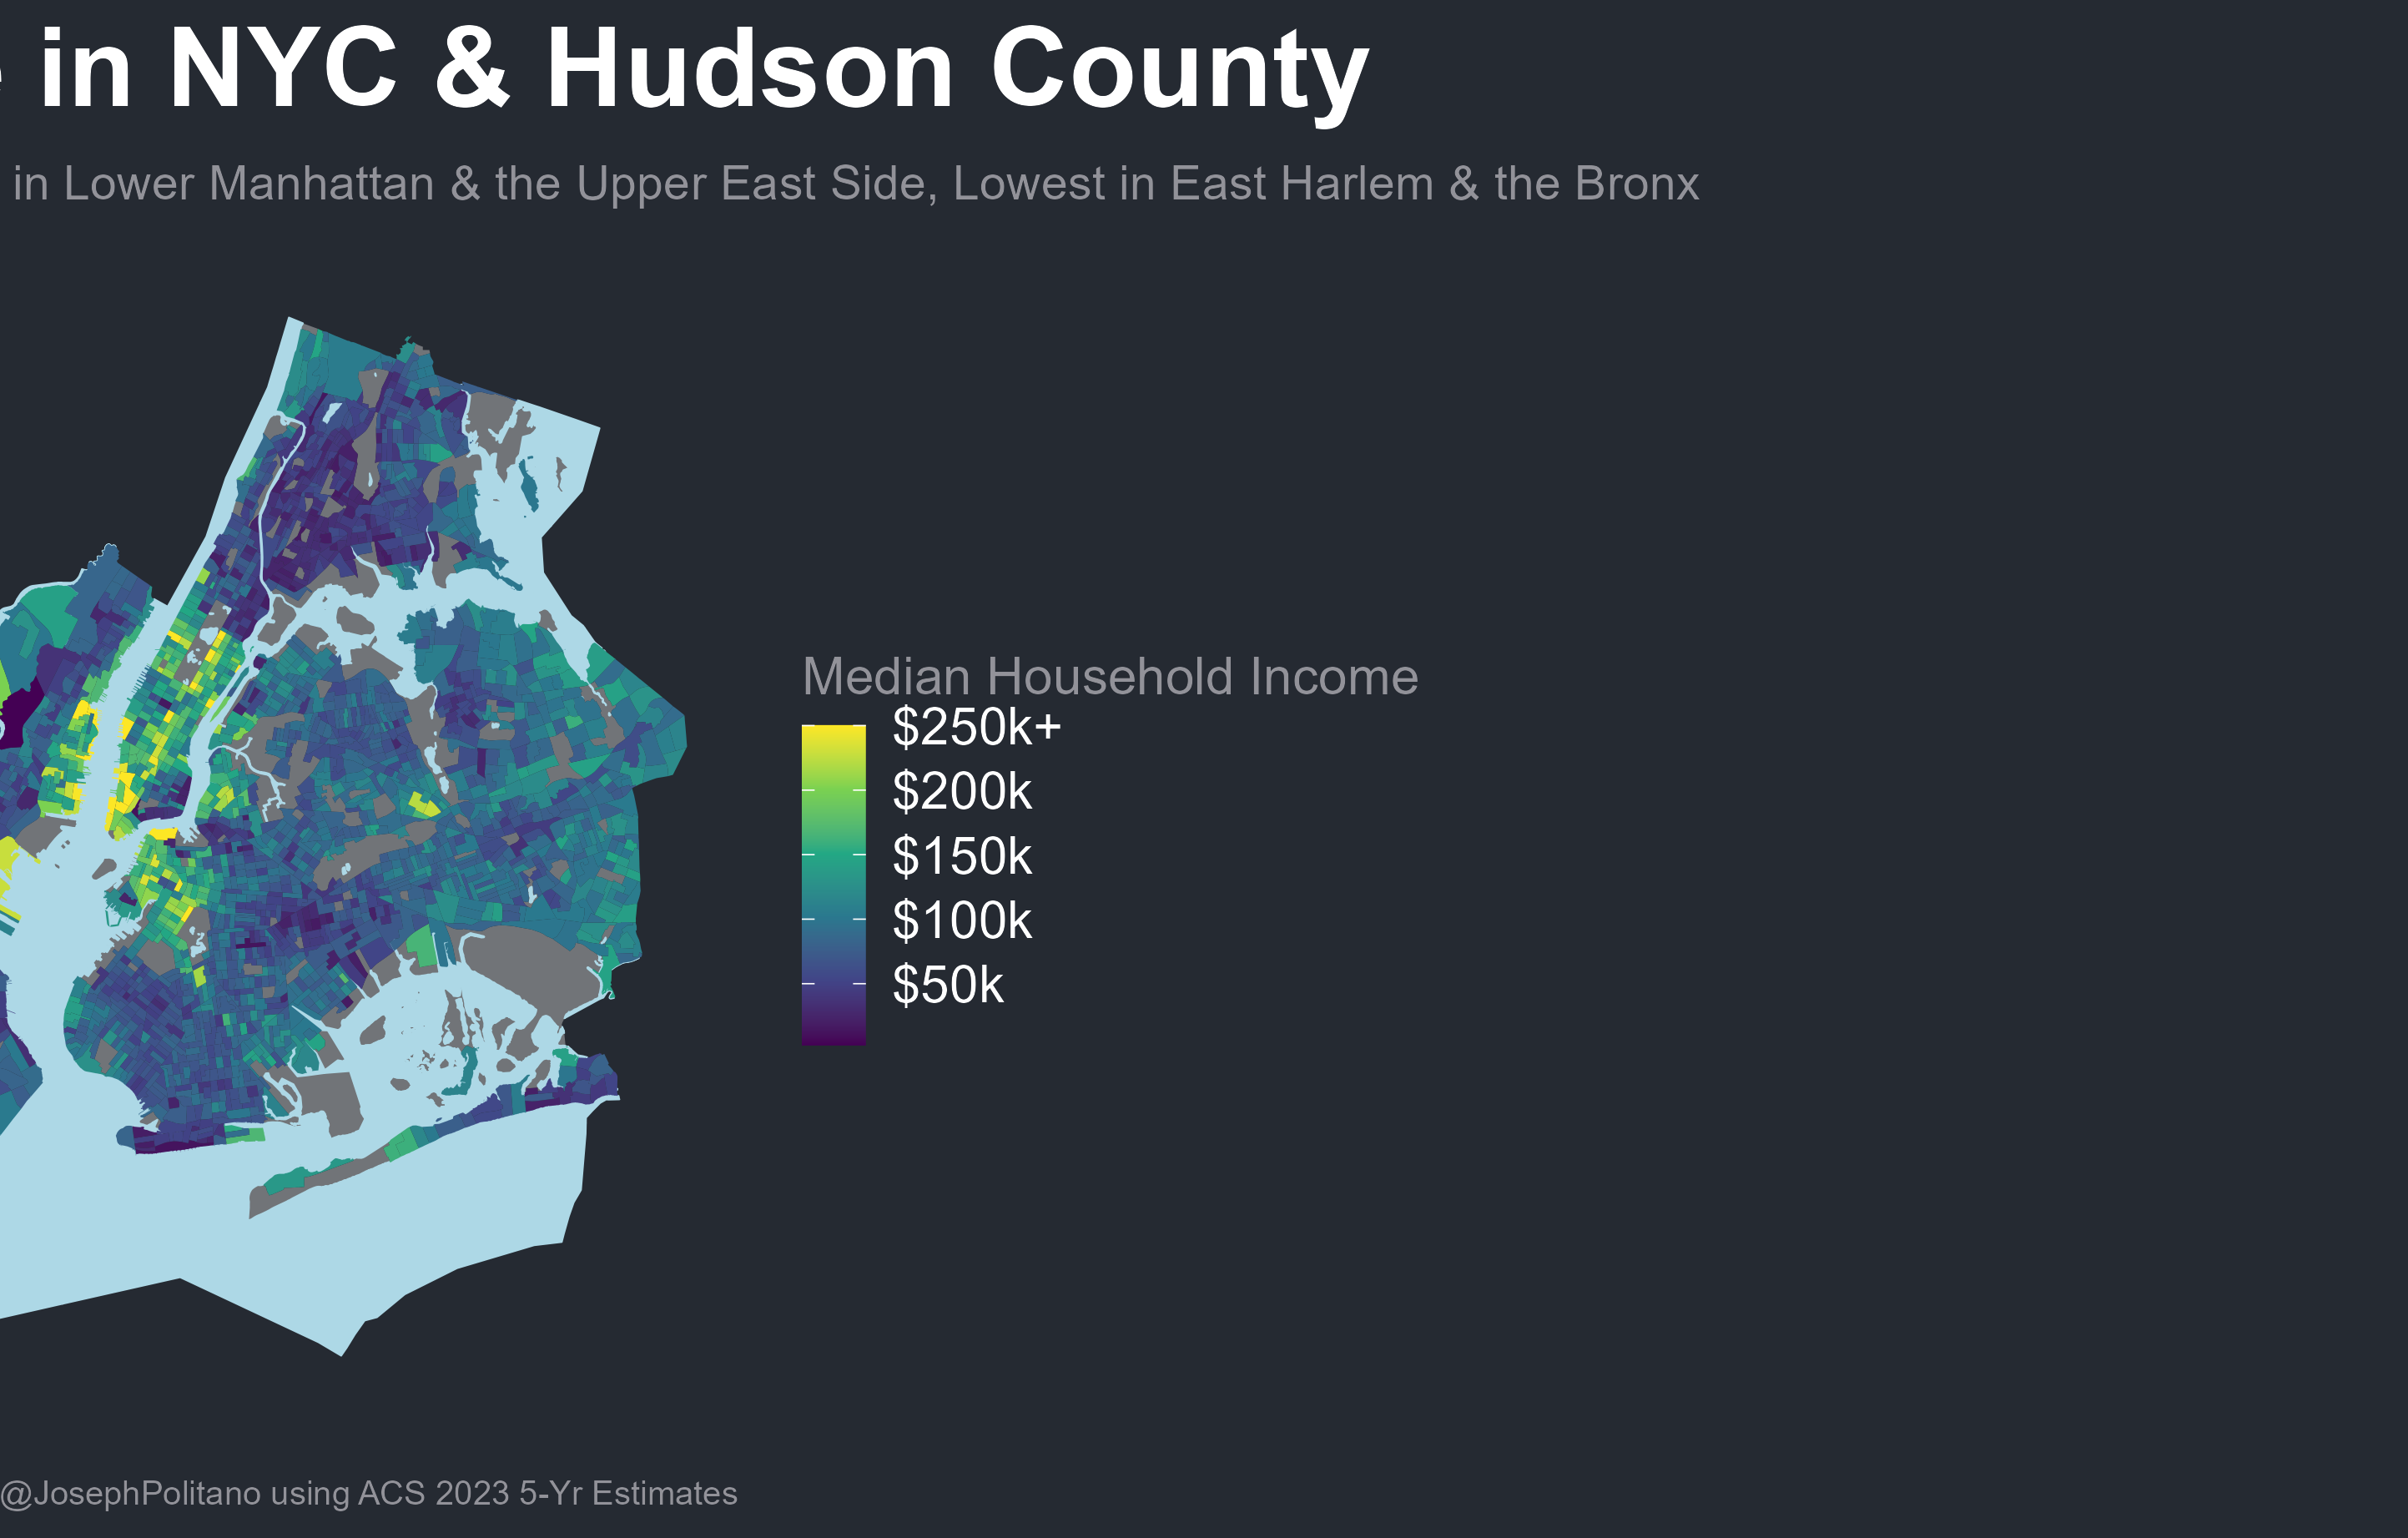 in NYC & Hudson County
in Lower Manhattan & the Upper East Side, Lowest in East Harlem & the Bronx
Median Household Income
$250k+
$200k
$150k
$100k
$50k
@JosephPolitano using ACS 2023 5-Yr Estimates